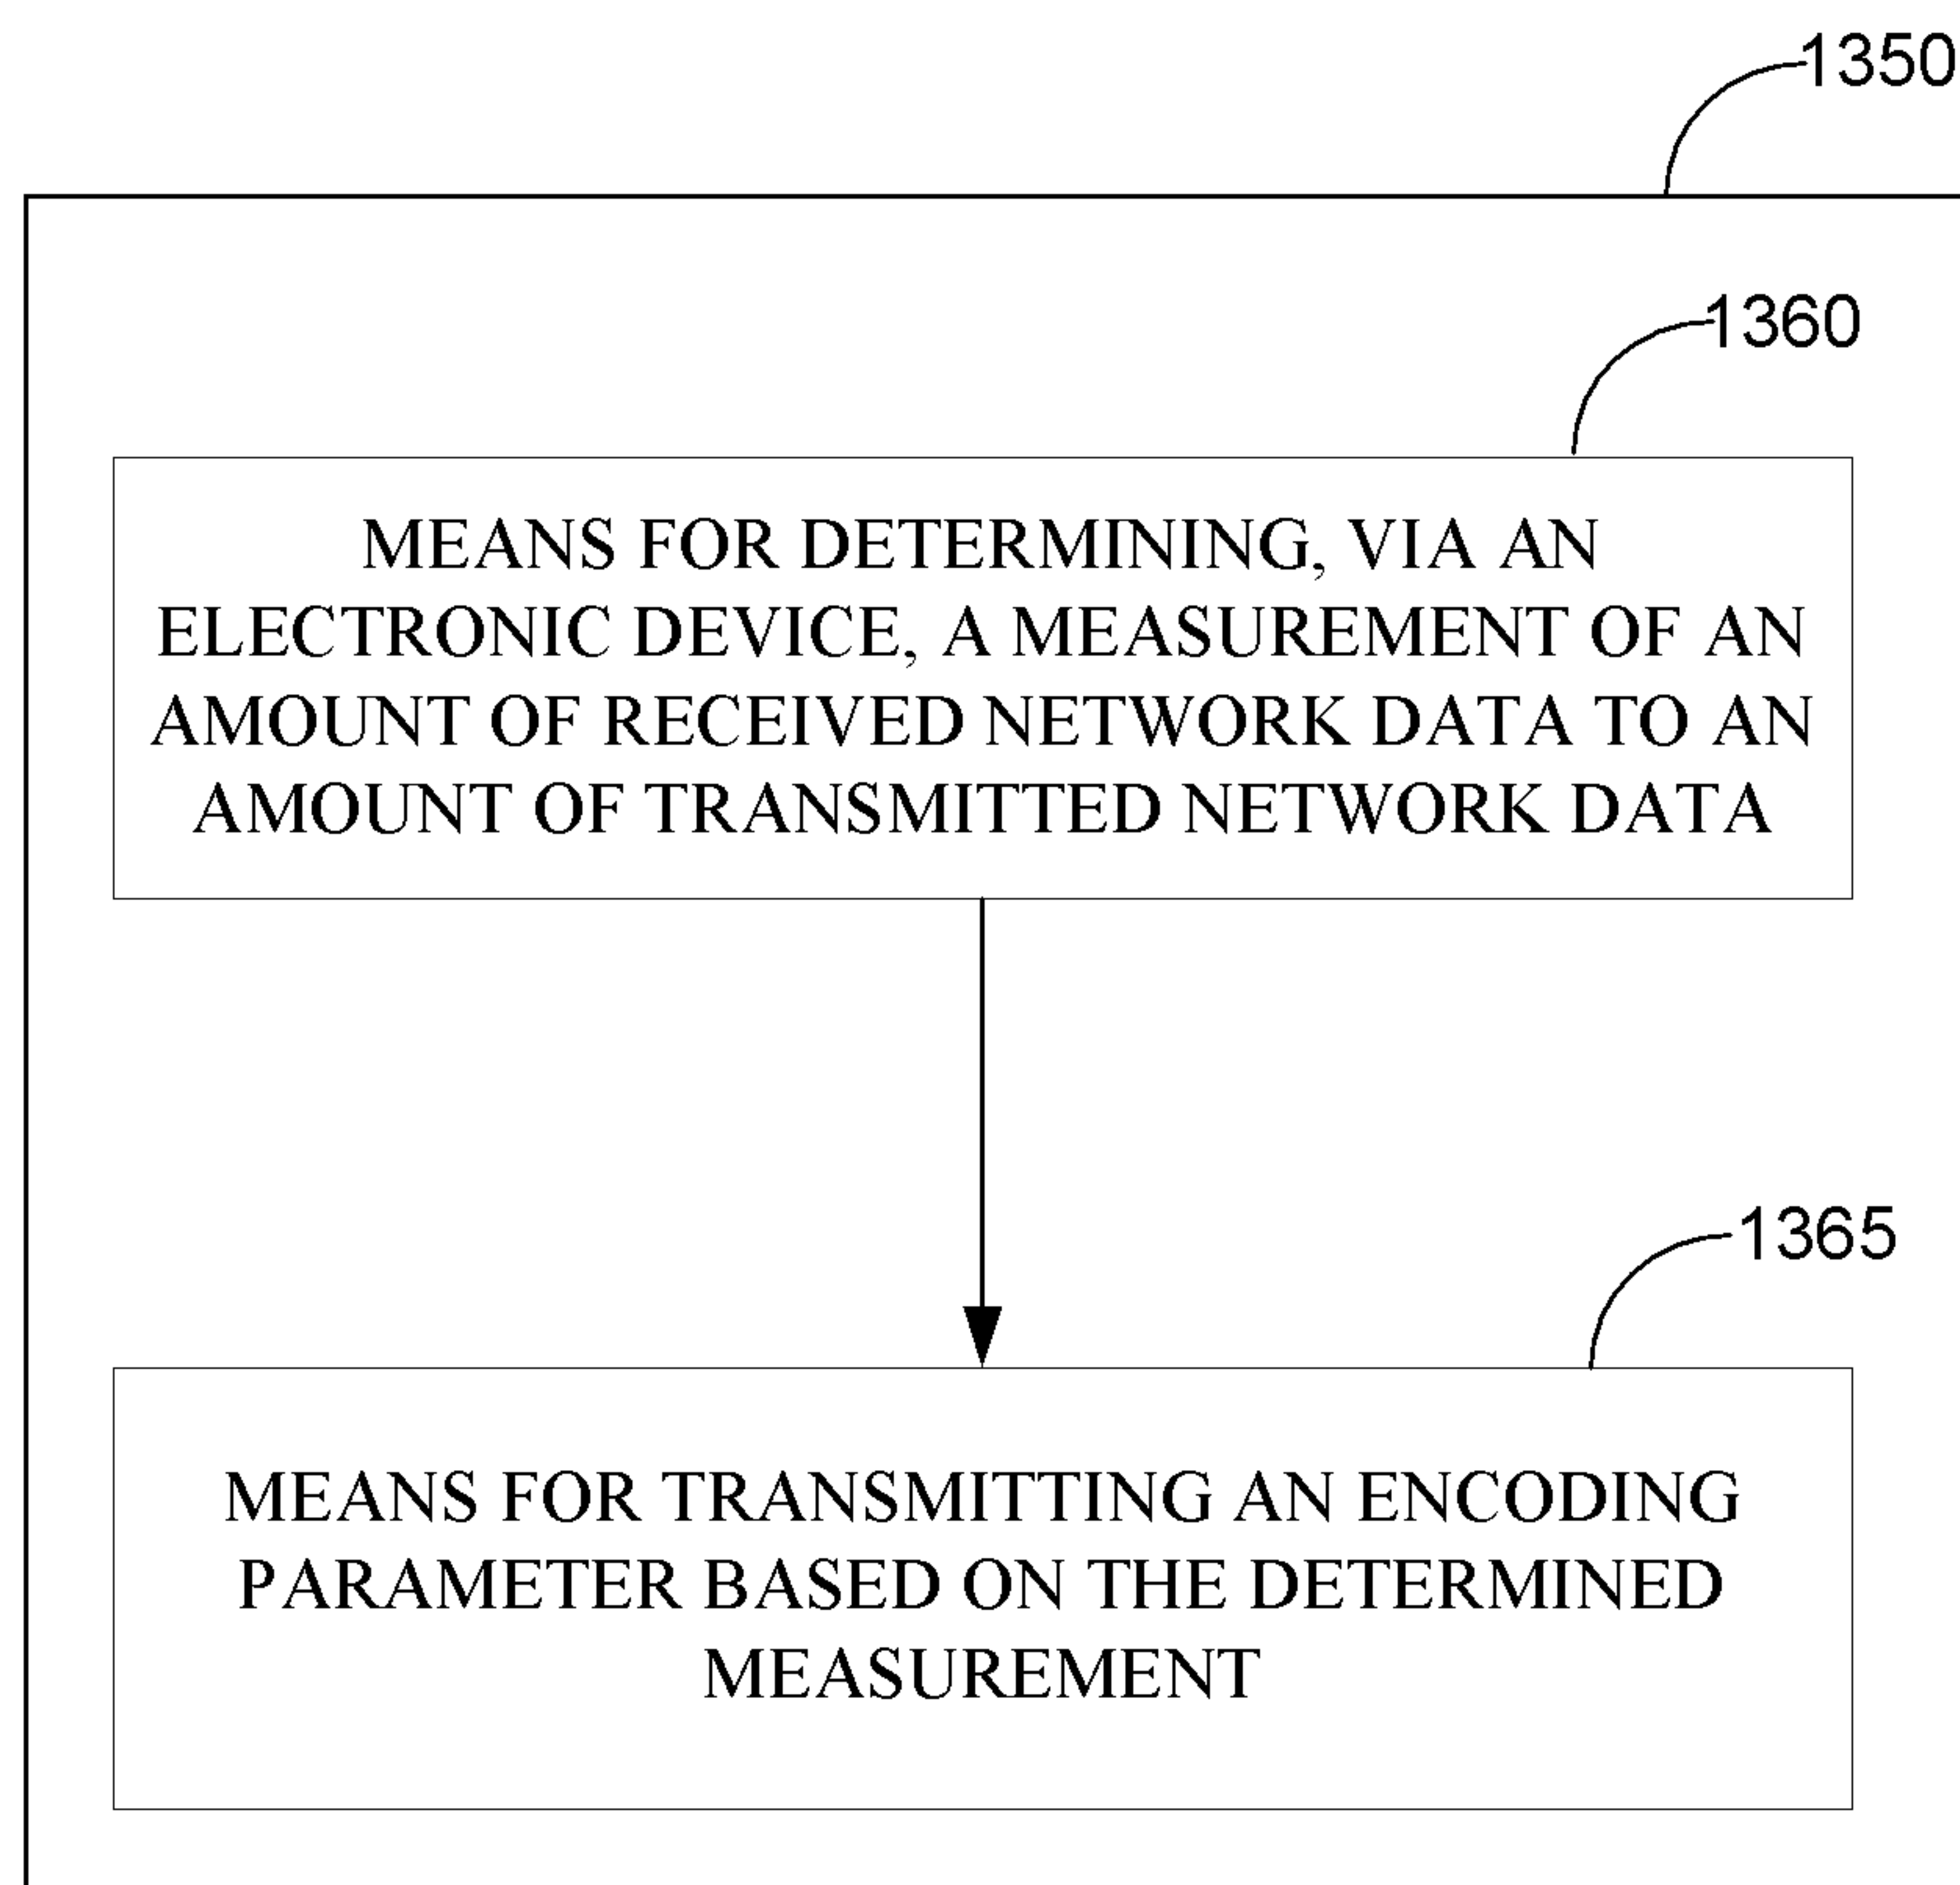 1350
1360
MEANS FOR DETERMINING, VIA AN
ELECTRONIC DEVICE, A MEASUREMENT OF AN
AMOUNT OF RECEIVED NETWORK DATA TO AN
AMOUNT OF TRANSMITTED NETWORK DATA
1365
MEANS FOR TRANSMITTING AN ENCODING
PARAMETER BASED ON THE DETERMINED
MEASUREMENT